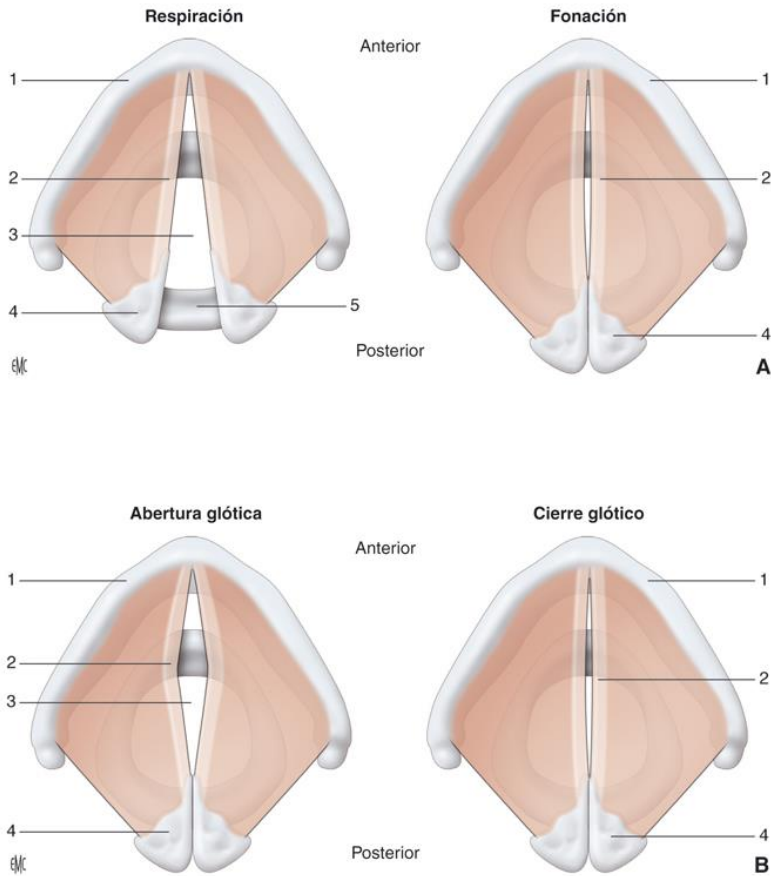 Respiración
Fonación
Anterior
1
1
2
2
3
4
5
4
Posterior
EMC
A
Abertura glótica
Cierre glótico
Anterior
1
1
2
2
3
4
4
Posterior
EMC
B